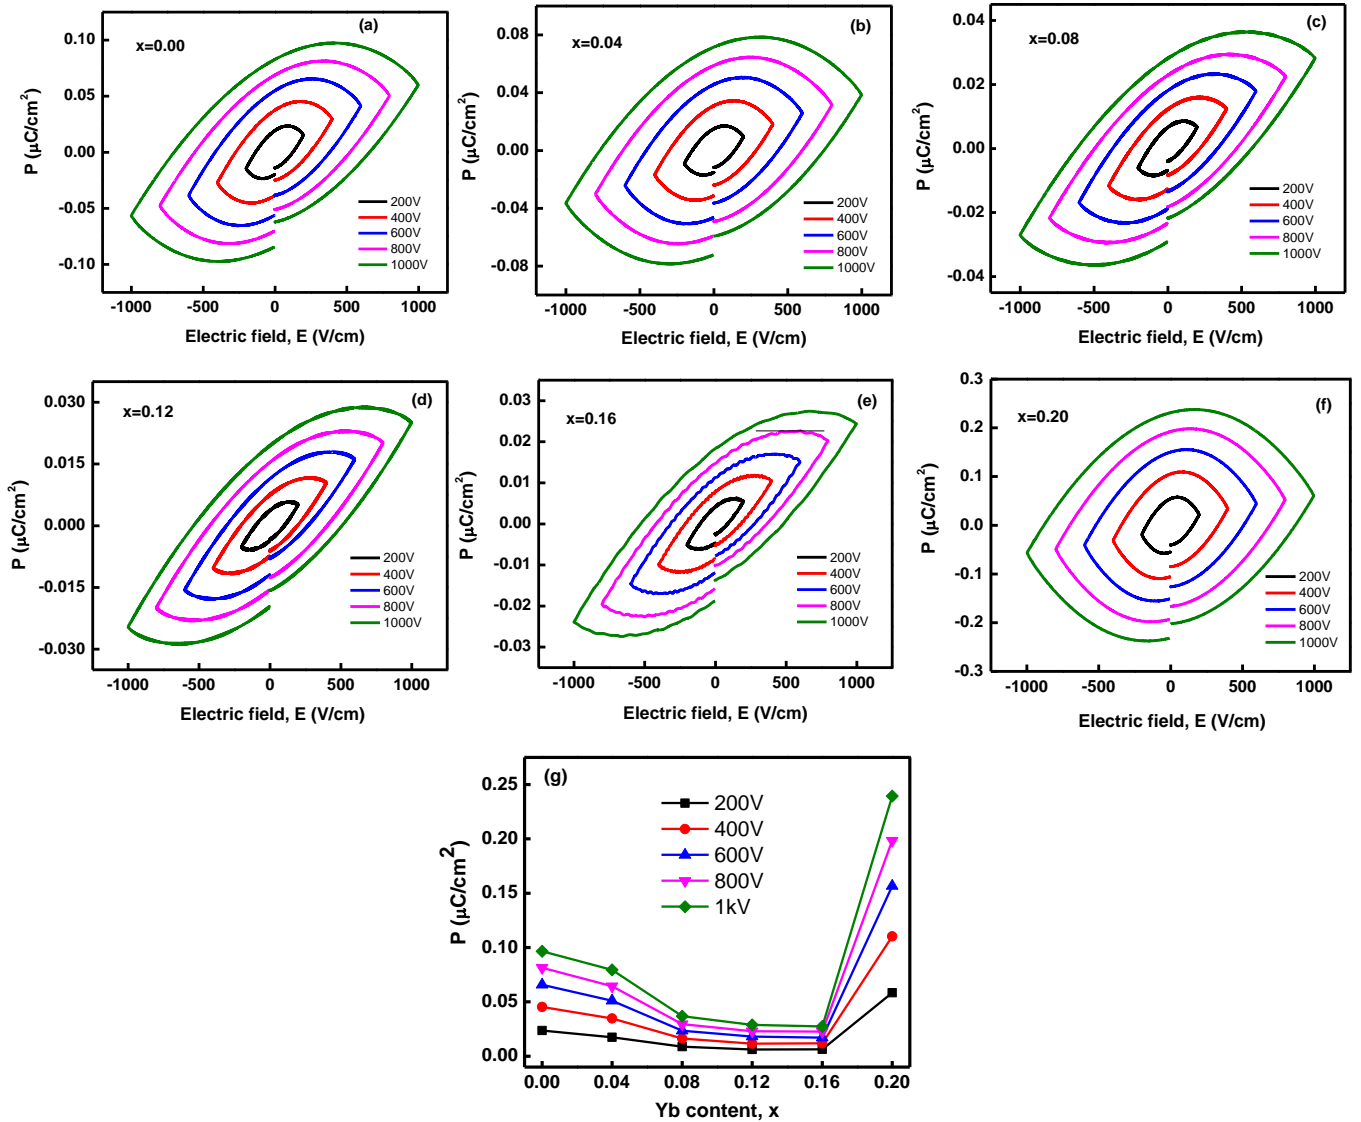 (a)
x=0.00
0.10
0.05
0.00
-0.05
-0.10
P (μC/cm²)
200V
400V
600V
800V
1000V
-1000 -500 0 500 1000
Electric field, E (V/cm)
(b)
x=0.04
0.08
0.04
0.00
-0.04
-0.08
P (μC/cm²)
200V
400V
600V
800V
1000V
-1000 -500 0 500 1000
Electric field, E (V/cm)
(c)
x=0.08
0.04
0.02
0.00
-0.02
-0.04
P (μC/cm²)
200V
400V
600V
800V
1000V
-1000 -500 0 500 1000
Electric field, E (V/cm)
(d)
x=0.12
0.030
0.015
0.000
-0.015
-0.030
P (μC/cm²)
200V
400V
600V
800V
1000V
-1000 -500 0 500 1000
Electric field, E (V/cm)
(e)
x=0.16
0.03
0.02
0.01
0.00
-0.01
-0.02
-0.03
P (μC/cm²)
200V
400V
600V
800V
1000V
-1000 -500 0 500 1000
Electric field, E (V/cm)
(f)
x=0.20
0.3
0.2
0.1
0.0
-0.1
-0.2
-0.3
P (μC/cm²)
200V
400V
600V
800V
1000V
-1000 -500 0 500 1000
Electric field, E (V/cm)
(g)
0.25
0.20
0.15
0.10
0.05
0.00
P (μC/cm²)
200V
400V
600V
800V
1kV
0.00 0.04 0.08 0.12 0.16 0.20
Yb content, x